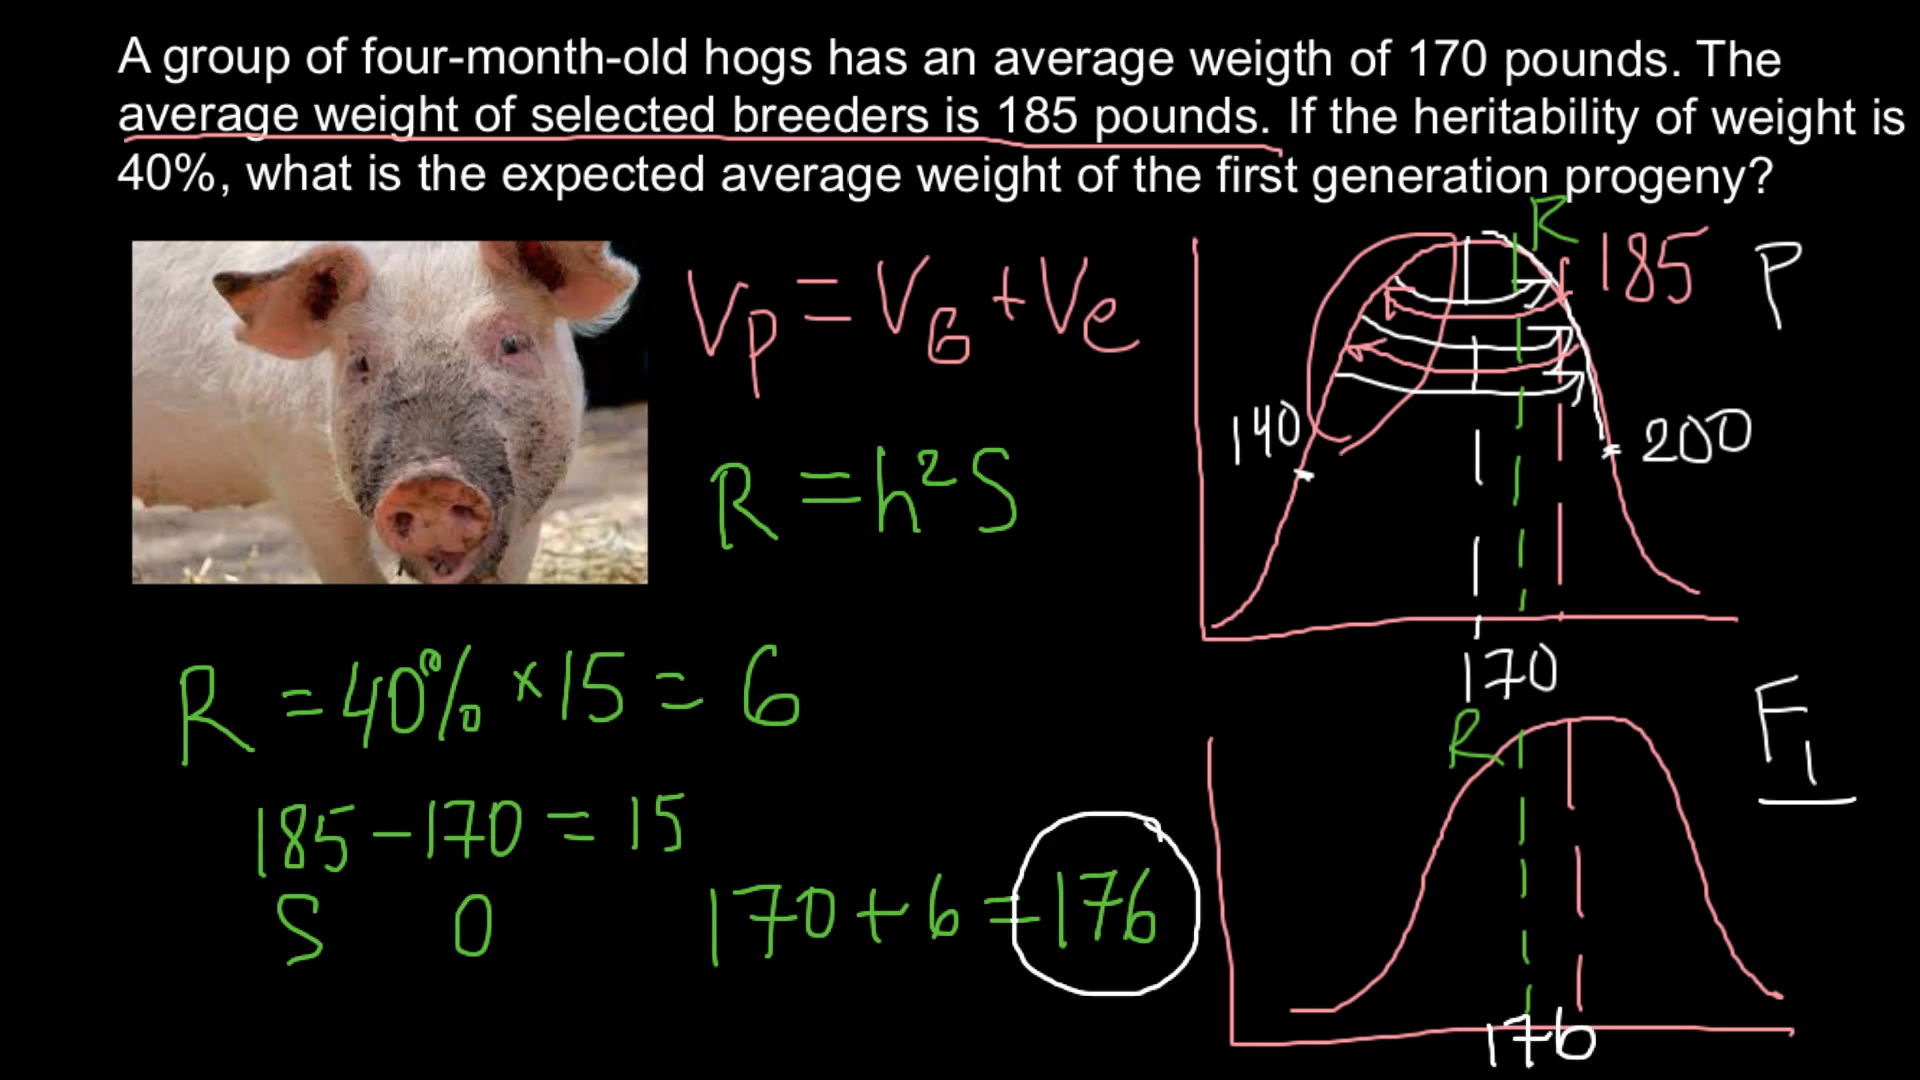 A group of four-month-old hogs has an average weigth of 170 pounds. The
average weight of selected breeders is 185 pounds. If the heritability of weight is
40%, what is the expected average weight of the first generation progeny?
R
185
P
Vp = VG + Ve
140
200
R = h²S
170
R = 40% × 15 = 6
F1
R
185 - 170 = 15
S O
170 + 6 = 176
176